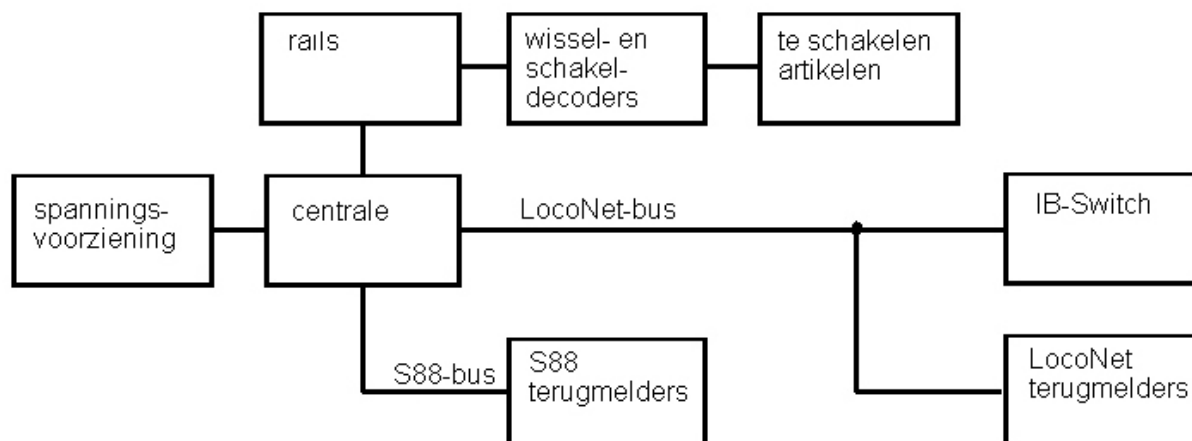 rails
wissel- en
schakel-
decoders
te schakelen
artikelen
spannings-
voorziening
centrale
LocoNet-bus
IB-Switch
S88-bus
S88
terugmelders
LocoNet
terugmelders